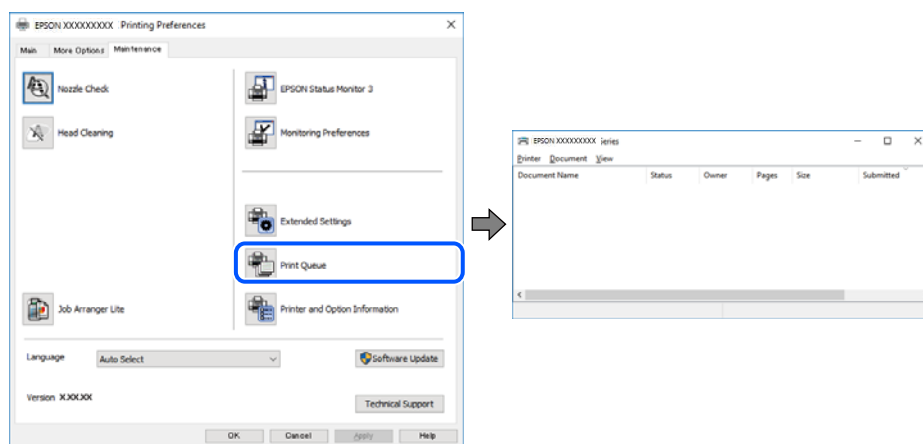 EPSON XXXXXXXXX Printing Preferences
Main More Options Maintenance
Nozzle Check
EPSON Status Monitor 3
Head Cleaning
Monitoring Preferences
Extended Settings
Print Queue
Job Arranger Lite
Printer and Option Information
Language Auto Select Software Update
Version X.XX.XX
Technical Support
OK Cancel Apply Help
EPSON XXXXXXXXX ieries
Printer Document View
Document Name Status Owner Pages Size Submitted